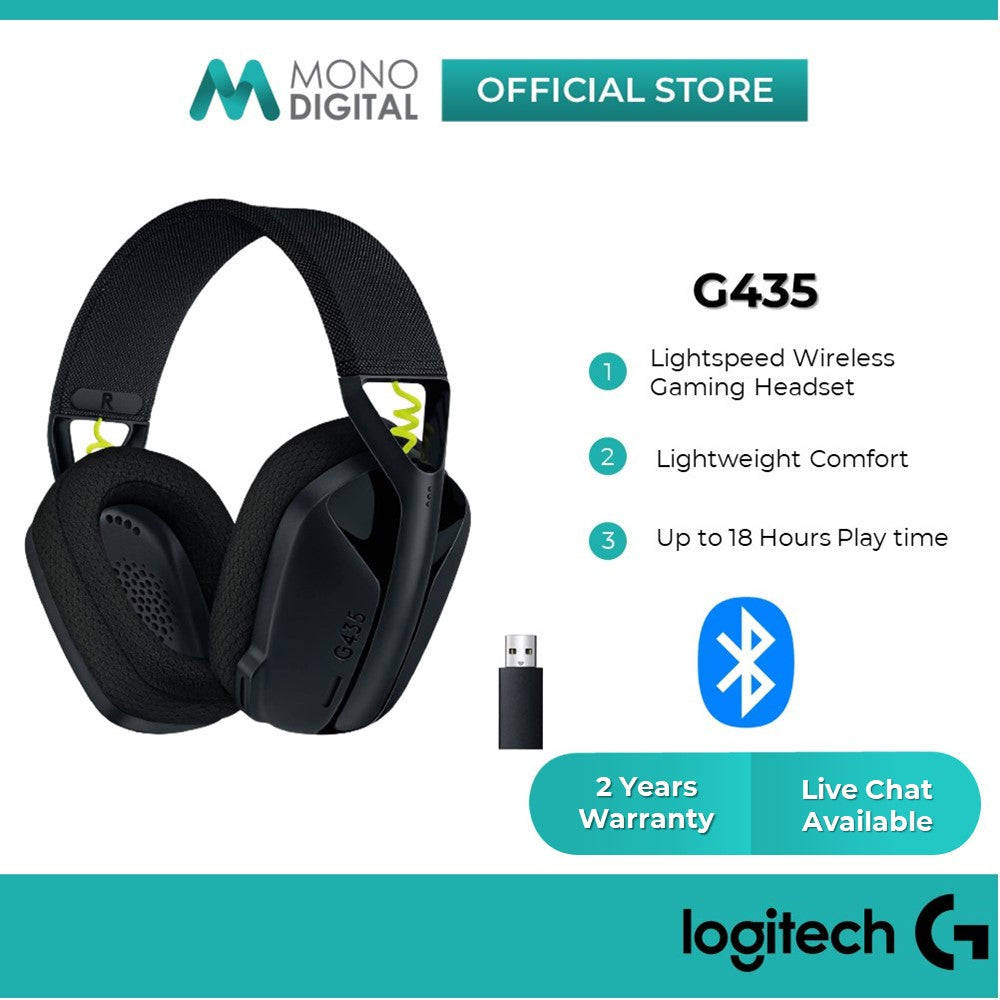 MONO
DIGITAL
OFFICIAL STORE
G435
1
Lightspeed Wireless
Gaming Headset
2
Lightweight Comfort
3
Up to 18 Hours Play time
R
G435
2 Years
Warranty
Live Chat
Available
logitech G